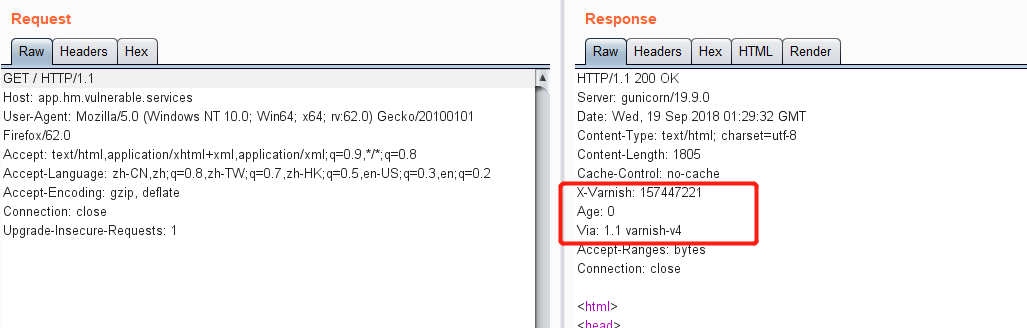 Request
Raw Headers Hex
GET / HTTP/1.1
Host: app.hm.vulnerable.services
User-Agent: Mozilla/5.0 (Windows NT 10.0; Win64; x64; rv:62.0) Gecko/20100101
Firefox/62.0
Accept: text/html,application/xhtml+xml,application/xml;q=0.9,*/*;q=0.8
Accept-Language: zh-CN,zh;q=0.8,zh-TW;q=0.7,zh-HK;q=0.5,en-US;q=0.3,en;q=0.2
Accept-Encoding: gzip, deflate
Connection: close
Upgrade-Insecure-Requests: 1
Response
Raw Headers Hex HTML Render
HTTP/1.1 200 OK
Server: gunicorn/19.9.0
Date: Wed, 19 Sep 2018 01:29:32 GMT
Content-Type: text/html; charset=utf-8
Content-Length: 1805
Cache-Control: no-cache
X-Varnish: 157447221
Age: 0
Via: 1.1 varnish-v4
Accept-Ranges: bytes
Connection: close
<html>
<head>